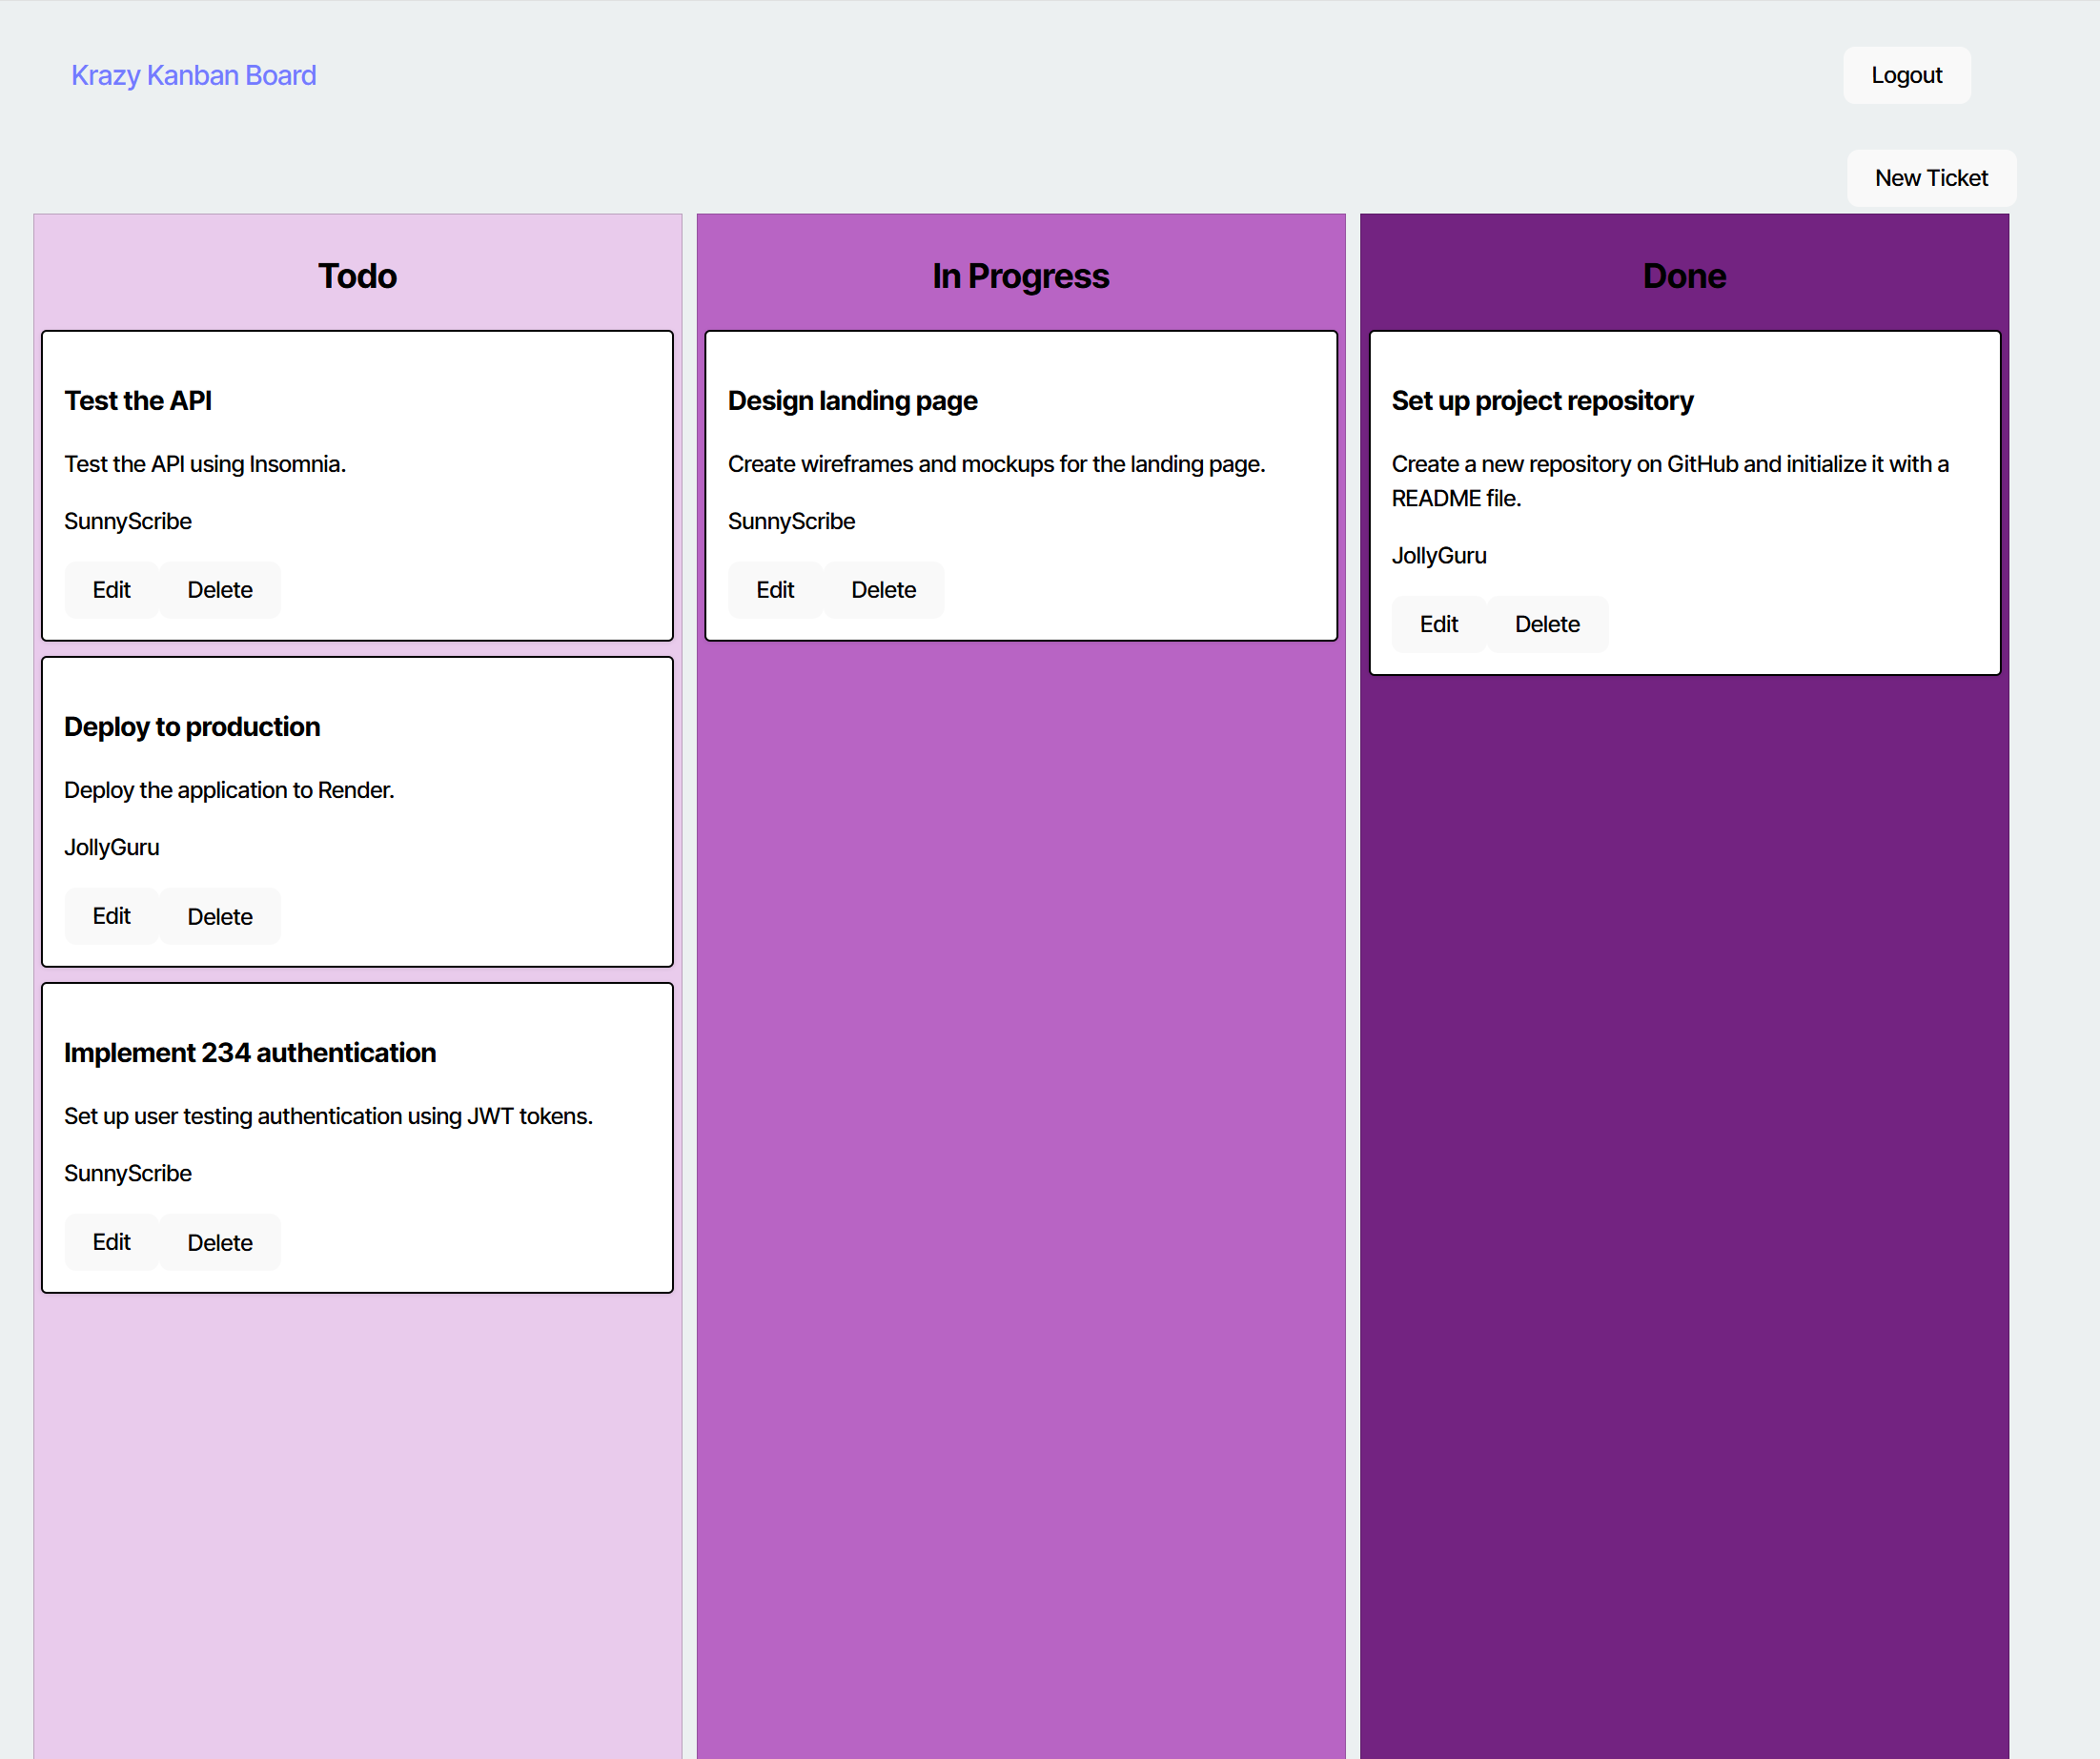 Krazy Kanban Board
Logout
New Ticket
Todo
Test the API
Test the API using Insomnia.
SunnyScribe
Edit Delete
Deploy to production
Deploy the application to Render.
JollyGuru
Edit Delete
Implement 234 authentication
Set up user testing authentication using JWT tokens.
SunnyScribe
Edit Delete
In Progress
Design landing page
Create wireframes and mockups for the landing page.
SunnyScribe
Edit Delete
Done
Set up project repository
Create a new repository on GitHub and initialize it with a
README file.
JollyGuru
Edit Delete